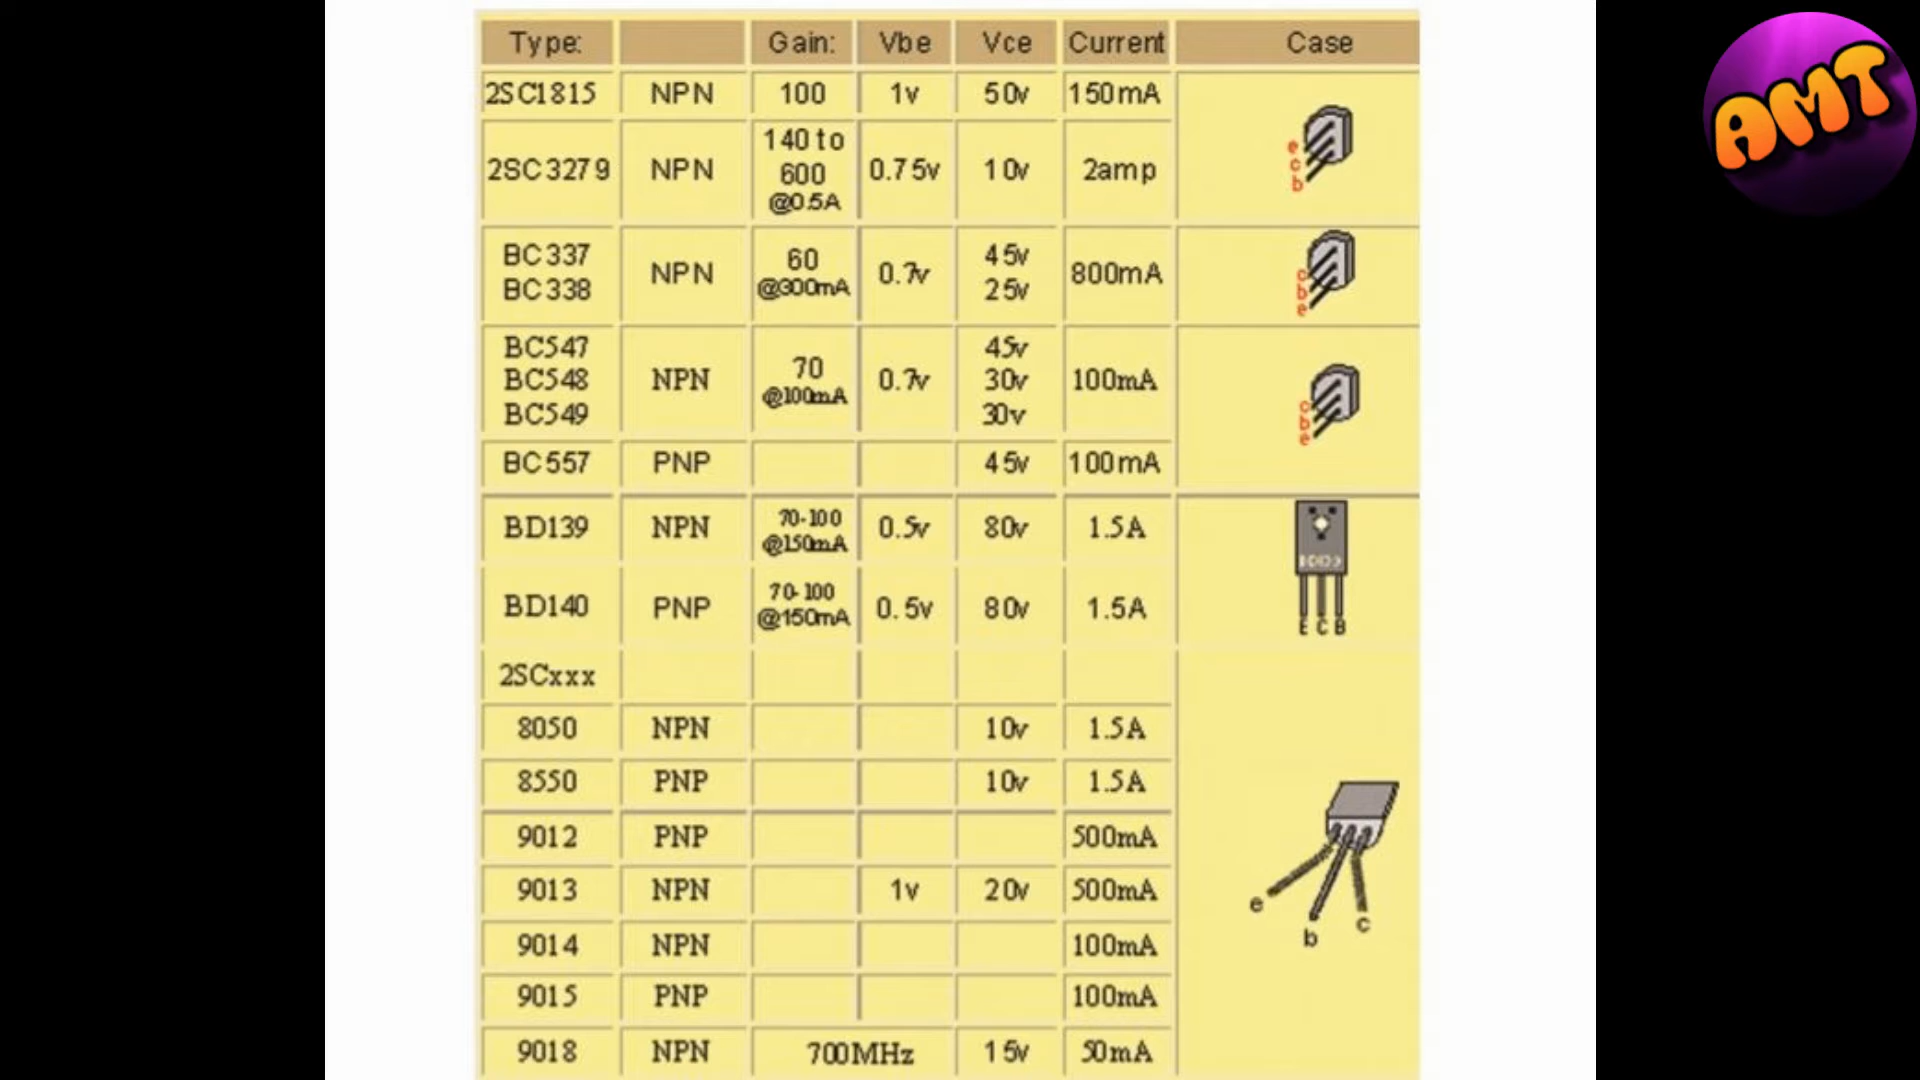 AMT
Type: Gain: Vbe Vce Current Case
2SC1815 NPN 100 1v 50v 150mA
2SC3279 NPN 140 to 600 @0.5A 0.75v 10v 2amp
e
c
b
BC337 BC338 NPN 60 @300mA 0.7v 45v 25v 800mA
c
b
e
BC547 BC548 BC549 NPN 70 @100mA 0.7v 45v 30v 30v 100mA
c
b
e
BC557 PNP 45v 100mA
BD139 NPN 70-100 @150mA 0.5v 80v 1.5A
BD140 PNP 70-100 @150mA 0.5v 80v 1.5A
E C B
2SCxxx
8050 NPN 10v 1.5A
8550 PNP 10v 1.5A
9012 PNP 500mA
9013 NPN 1v 20v 500mA
e b c
9014 NPN 100mA
9015 PNP 100mA
9018 NPN 700MHz 15v 50mA